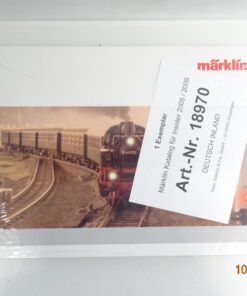 märklin
1 Exemplar
Märklin Katalog für Insider 2008 / 2009
Art.-Nr. 18970
DEUTSCH INLAND
10